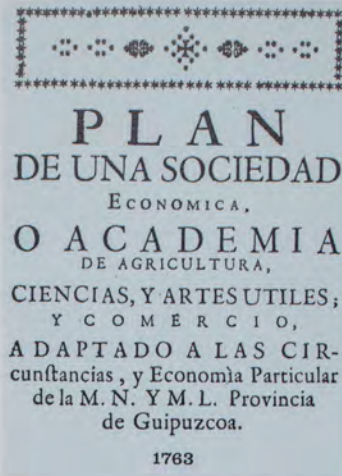 PLAN
DE UNA SOCIEDAD
ECONOMICA,
O ACADEMIA
DE AGRICULTURA,
CIENCIAS, Y ARTES UTILES;
Y COMERCIO,
ADAPTADO A LAS CIR-
cunſtancias, y Economìa Particular
de la M. N. Y M. L. Provincia
de Guipuzcoa.
1763